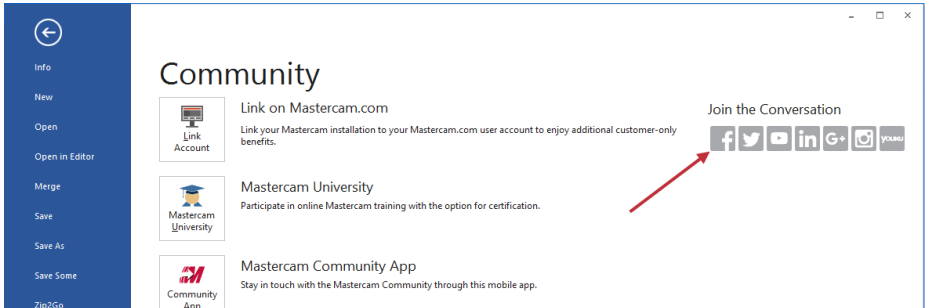 Info
New
Open
Open in Editor
Merge
Save
Save As
Save Some
Zip2Go
Community
Link
Account
Link on Mastercam.com
Link your Mastercam installation to your Mastercam.com user account to enjoy additional customer-only
benefits.
Mastercam
University
Mastercam University
Participate in online Mastercam training with the option for certification.
Community
App
Mastercam Community App
Stay in touch with the Mastercam Community through this mobile app.
Join the Conversation
f in G+ YOUKU